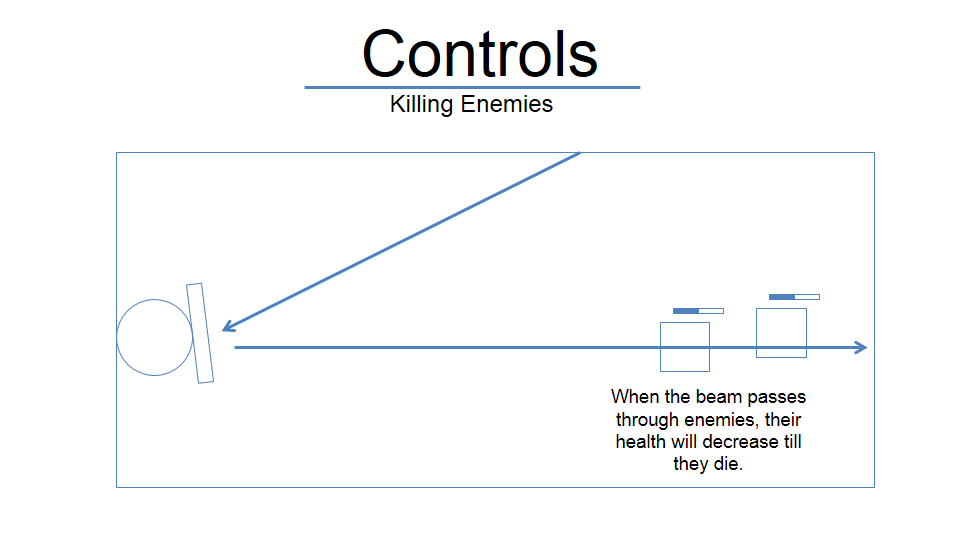 Controls
Killing Enemies
When the beam passes
through enemies, their
health will decrease till
they die.